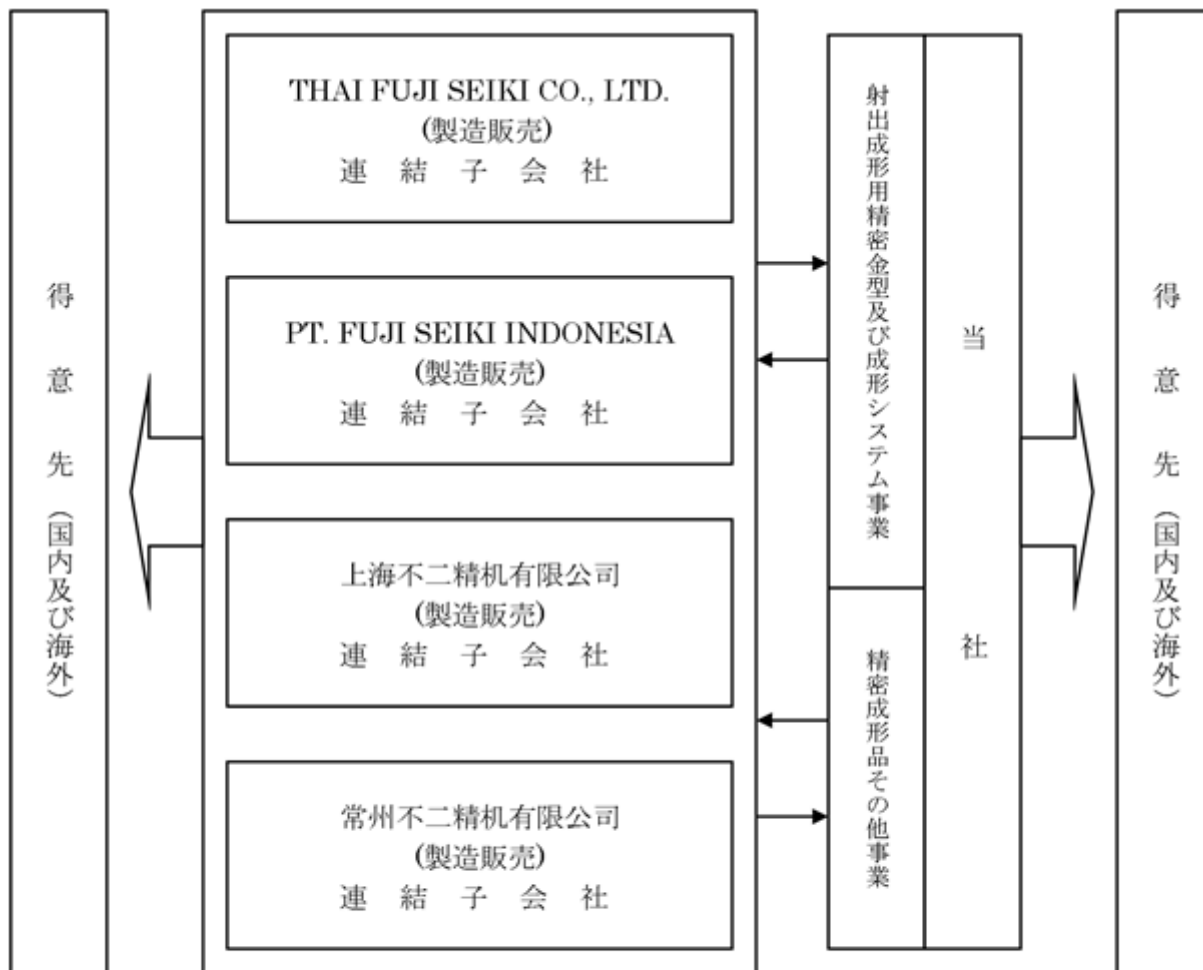 得意先（国内及び海外）
THAI FUJI SEIKI CO., LTD.
(製造販売)
連結子会社
PT. FUJI SEIKI INDONESIA
(製造販売)
連結子会社
上海不二精机有限公司
(製造販売)
連結子会社
常州不二精机有限公司
(製造販売)
連結子会社
射出成形用精密金型及び成形システム事業
精密成形品その他事業
当社
得意先（国内及び海外）